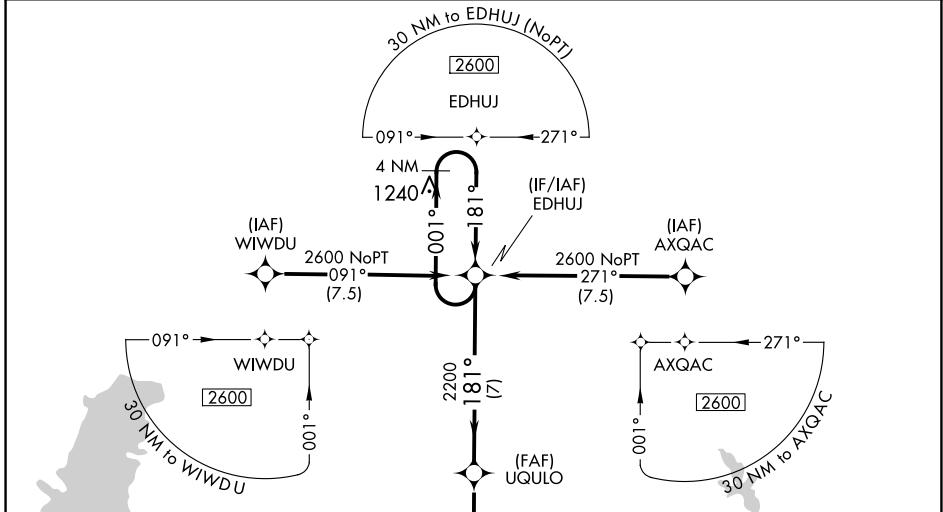 30 NM to EDHUJ (NoPT)
2600
EDHUJ
091°
271°
4 NM
1240
001°
181°
(IF/IAF)
EDHUJ
(IAF)
WIWDU
2600 NoPT
091°
(7.5)
(IAF)
AXQAC
2600 NoPT
271°
(7.5)
091°
WIWDU
2600
001°
30 NM to WIWDU
2200
181°
(7)
271°
AXQAC
2600
001°
30 NM to AXQAC
(FAF)
UQULO